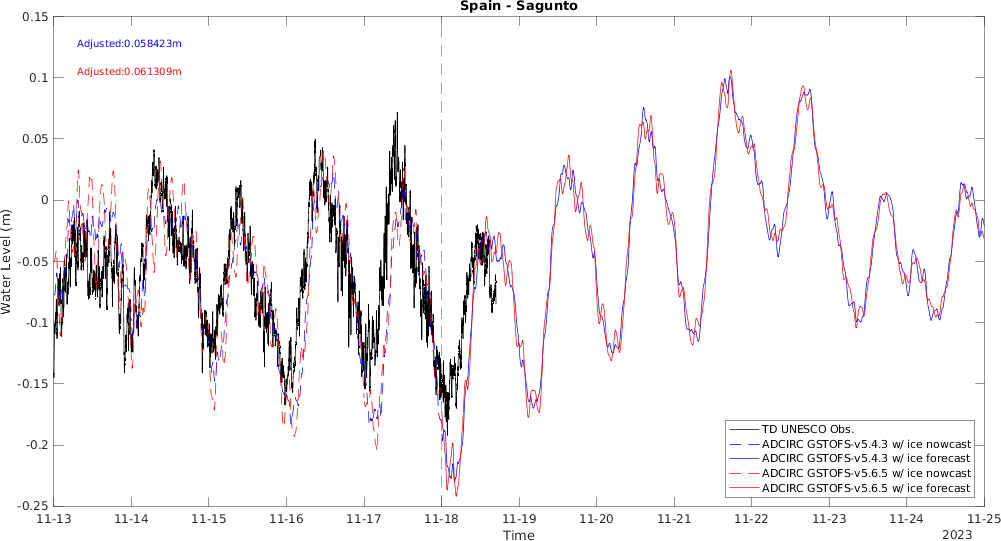 Spain - Sagunto
Adjusted:0.058423m
Adjusted:0.061309m
Water Level (m)
0.15
0.1
0.05
0
-0.05
-0.1
-0.15
-0.2
-0.25
TD UNESCO Obs.
ADCIRC GSTOFS-v5.4.3 w/ ice nowcast
ADCIRC GSTOFS-v5.4.3 w/ ice forecast
ADCIRC GSTOFS-v5.6.5 w/ ice nowcast
ADCIRC GSTOFS-v5.6.5 w/ ice forecast
11-13 11-14 11-15 11-16 11-17 11-18 11-19 11-20 11-21 11-22 11-23 11-24 11-25
Time
2023